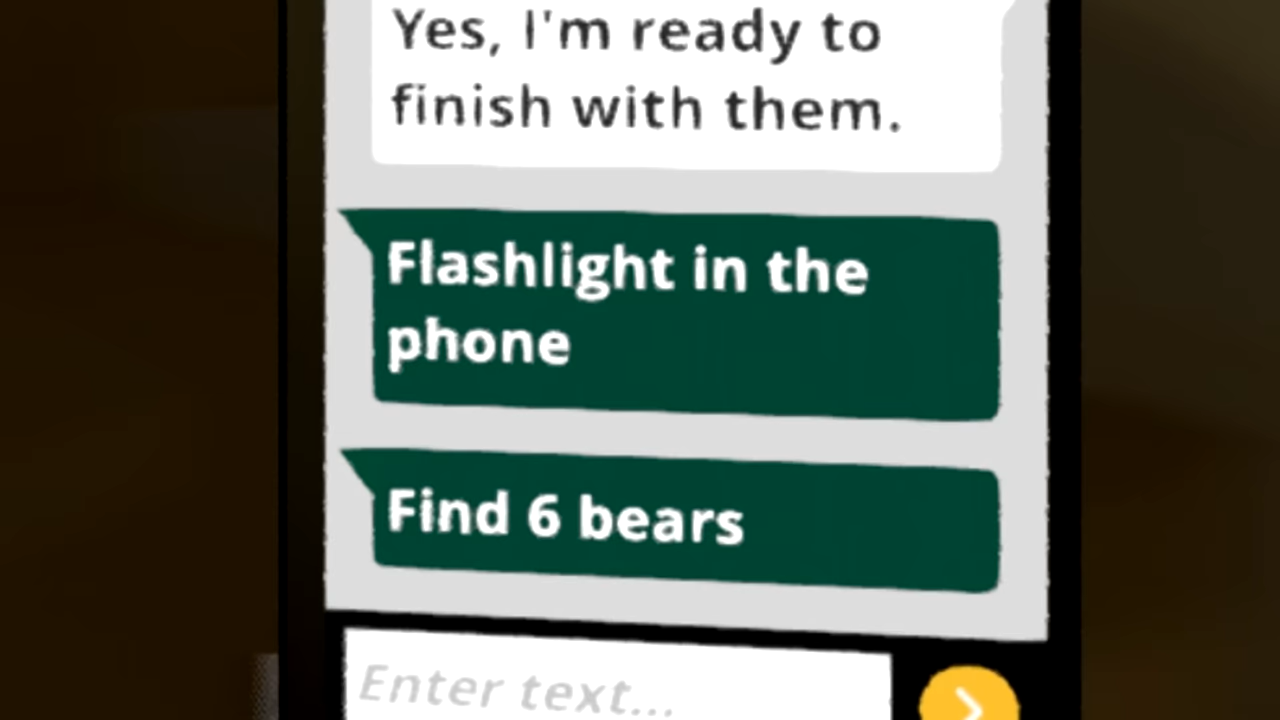 Yes, I'm ready to
finish with them.
Flashlight in the
phone
Find 6 bears
Enter text...